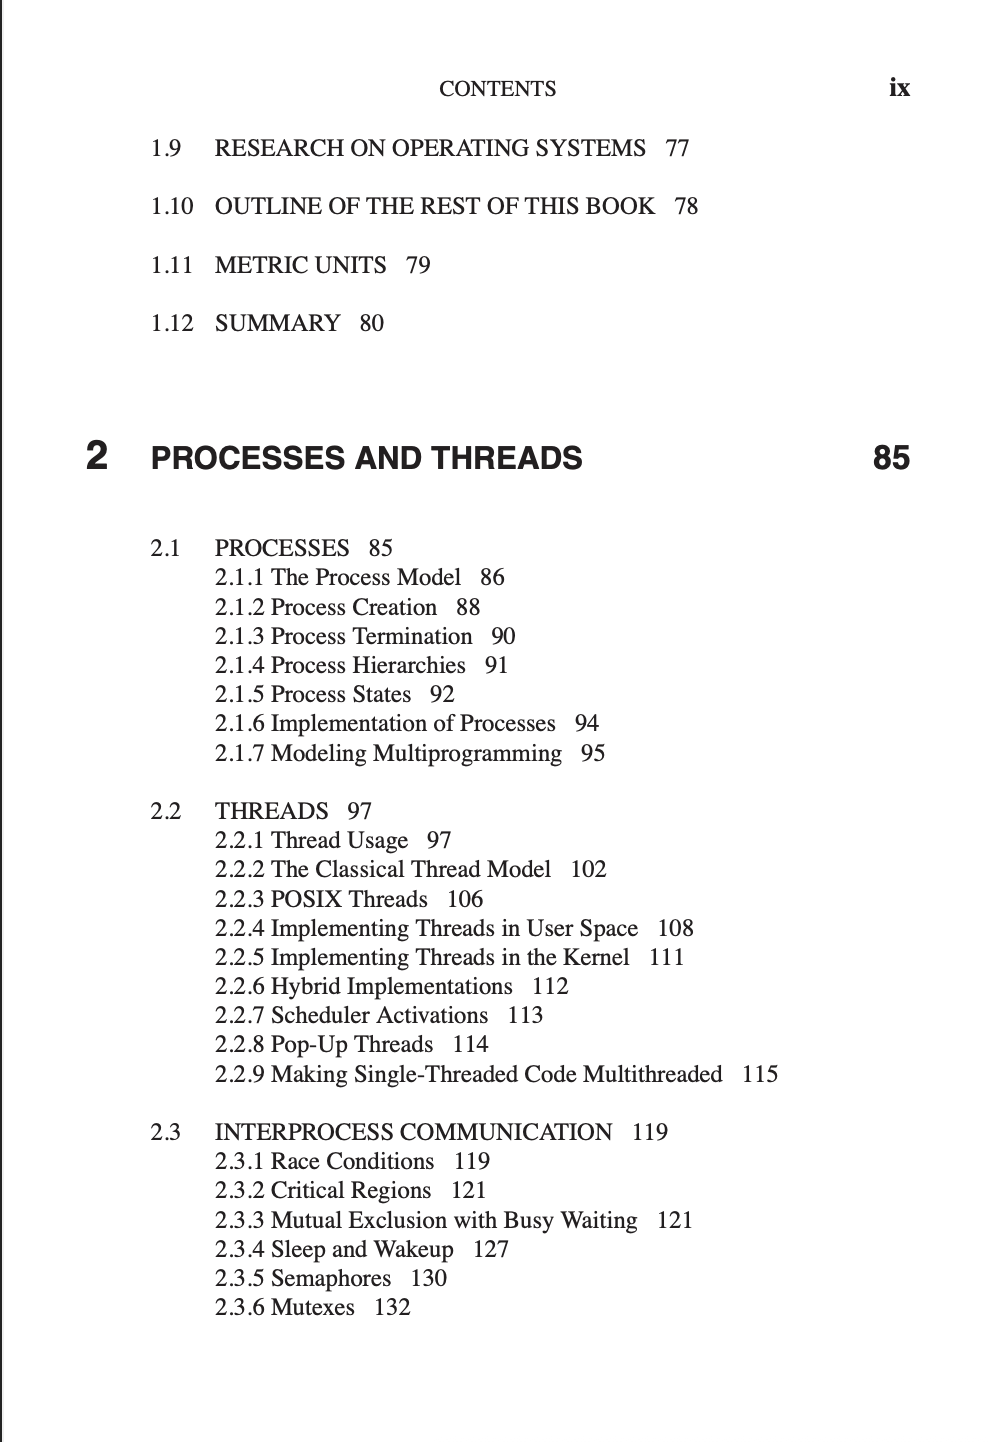 CONTENTS ix
1.9 RESEARCH ON OPERATING SYSTEMS 77
1.10 OUTLINE OF THE REST OF THIS BOOK 78
1.11 METRIC UNITS 79
1.12 SUMMARY 80
2 PROCESSES AND THREADS 85
2.1 PROCESSES 85
2.1.1 The Process Model 86
2.1.2 Process Creation 88
2.1.3 Process Termination 90
2.1.4 Process Hierarchies 91
2.1.5 Process States 92
2.1.6 Implementation of Processes 94
2.1.7 Modeling Multiprogramming 95
2.2 THREADS 97
2.2.1 Thread Usage 97
2.2.2 The Classical Thread Model 102
2.2.3 POSIX Threads 106
2.2.4 Implementing Threads in User Space 108
2.2.5 Implementing Threads in the Kernel 111
2.2.6 Hybrid Implementations 112
2.2.7 Scheduler Activations 113
2.2.8 Pop-Up Threads 114
2.2.9 Making Single-Threaded Code Multithreaded 115
2.3 INTERPROCESS COMMUNICATION 119
2.3.1 Race Conditions 119
2.3.2 Critical Regions 121
2.3.3 Mutual Exclusion with Busy Waiting 121
2.3.4 Sleep and Wakeup 127
2.3.5 Semaphores 130
2.3.6 Mutexes 132